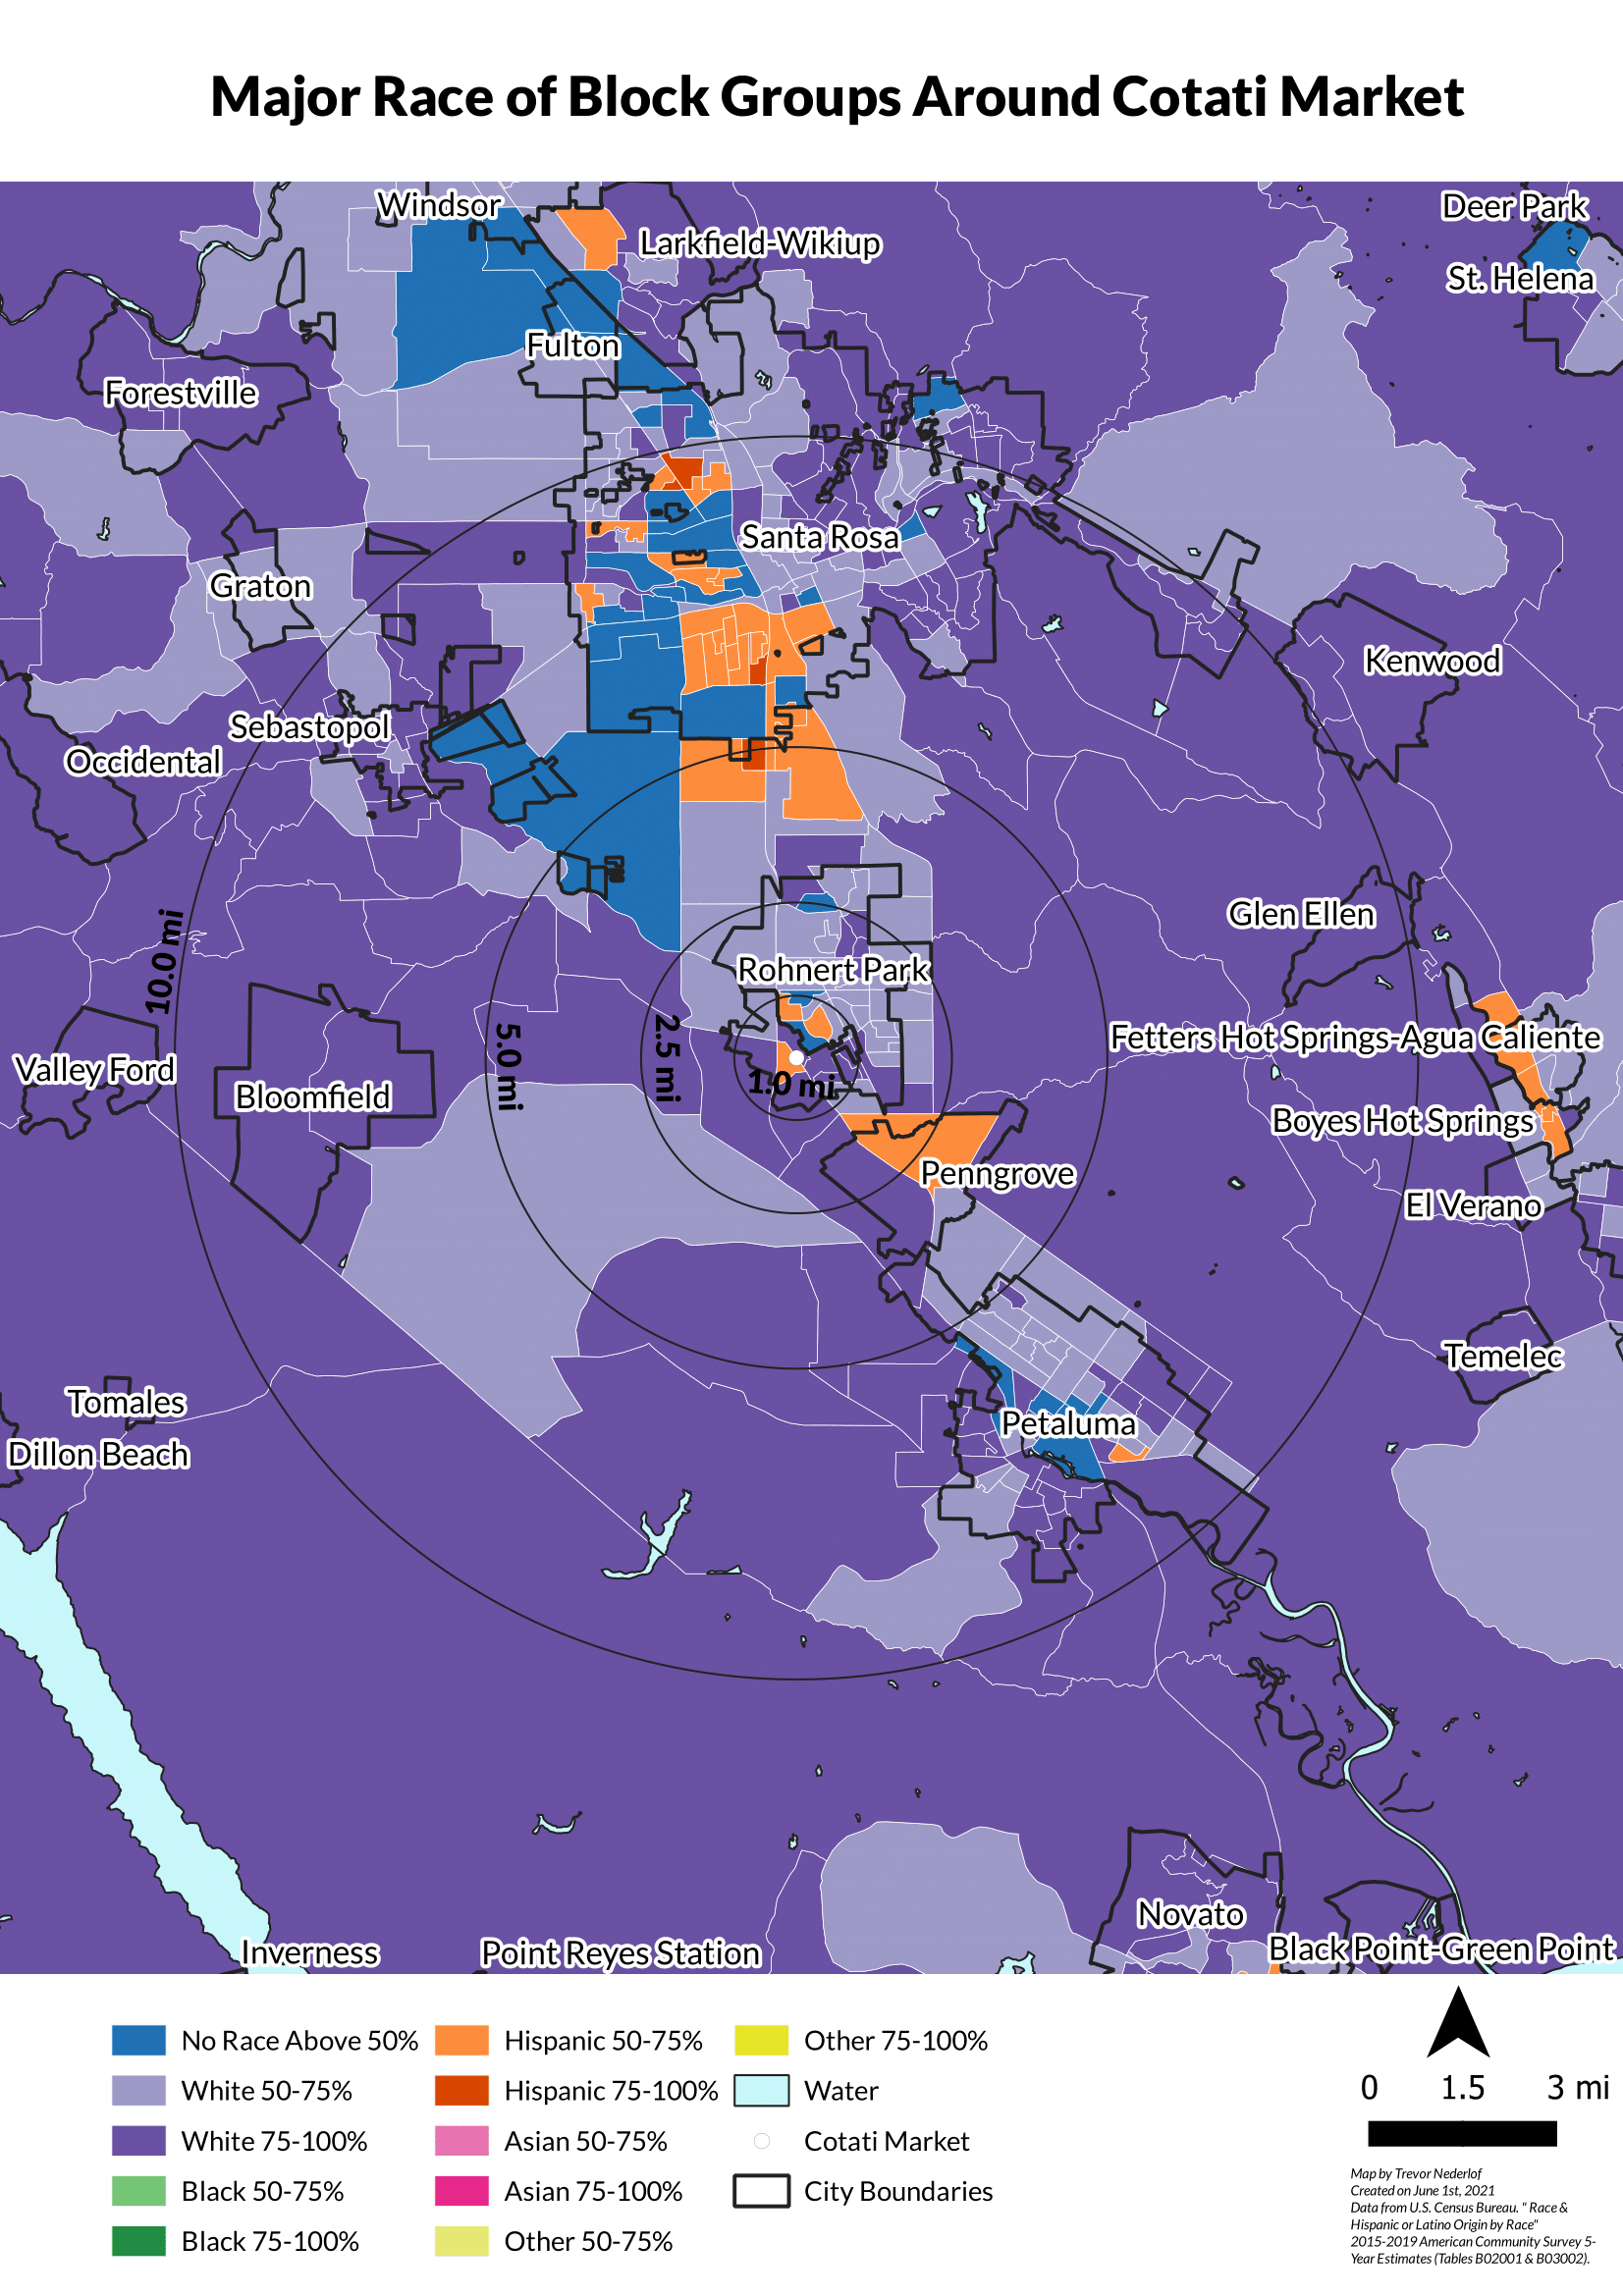 Major Race of Block Groups Around Cotati Market
Windsor
Deer Park
Larkfield-Wikiup
St. Helena
Fulton
Forestville
Santa Rosa
Graton
Kenwood
Sebastopol
Occidental
Glen Ellen
10.0 mi
Rohnert Park
Fetters Hot Springs-Agua Caliente
5.0 mi
2.5 mi
Valley Ford
1.0 mi
Bloomfield
Boyes Hot Springs
Penngrove
El Verano
Temelec
Tomales
Petaluma
Dillon Beach
Novato
Inverness
Point Reyes Station
Black Point-Green Point
No Race Above 50%
White 50-75%
White 75-100%
Black 50-75%
Black 75-100%
Hispanic 50-75%
Hispanic 75-100%
Asian 50-75%
Asian 75-100%
Other 50-75%
Other 75-100%
Water
Cotati Market
City Boundaries
0 1.5 3 mi
Map by Trevor Nederlof
Created on June 1st, 2021
Data from U.S. Census Bureau. " Race &
Hispanic or Latino Origin by Race"
2015-2019 American Community Survey 5-
Year Estimates (Tables B02001 & B03002).